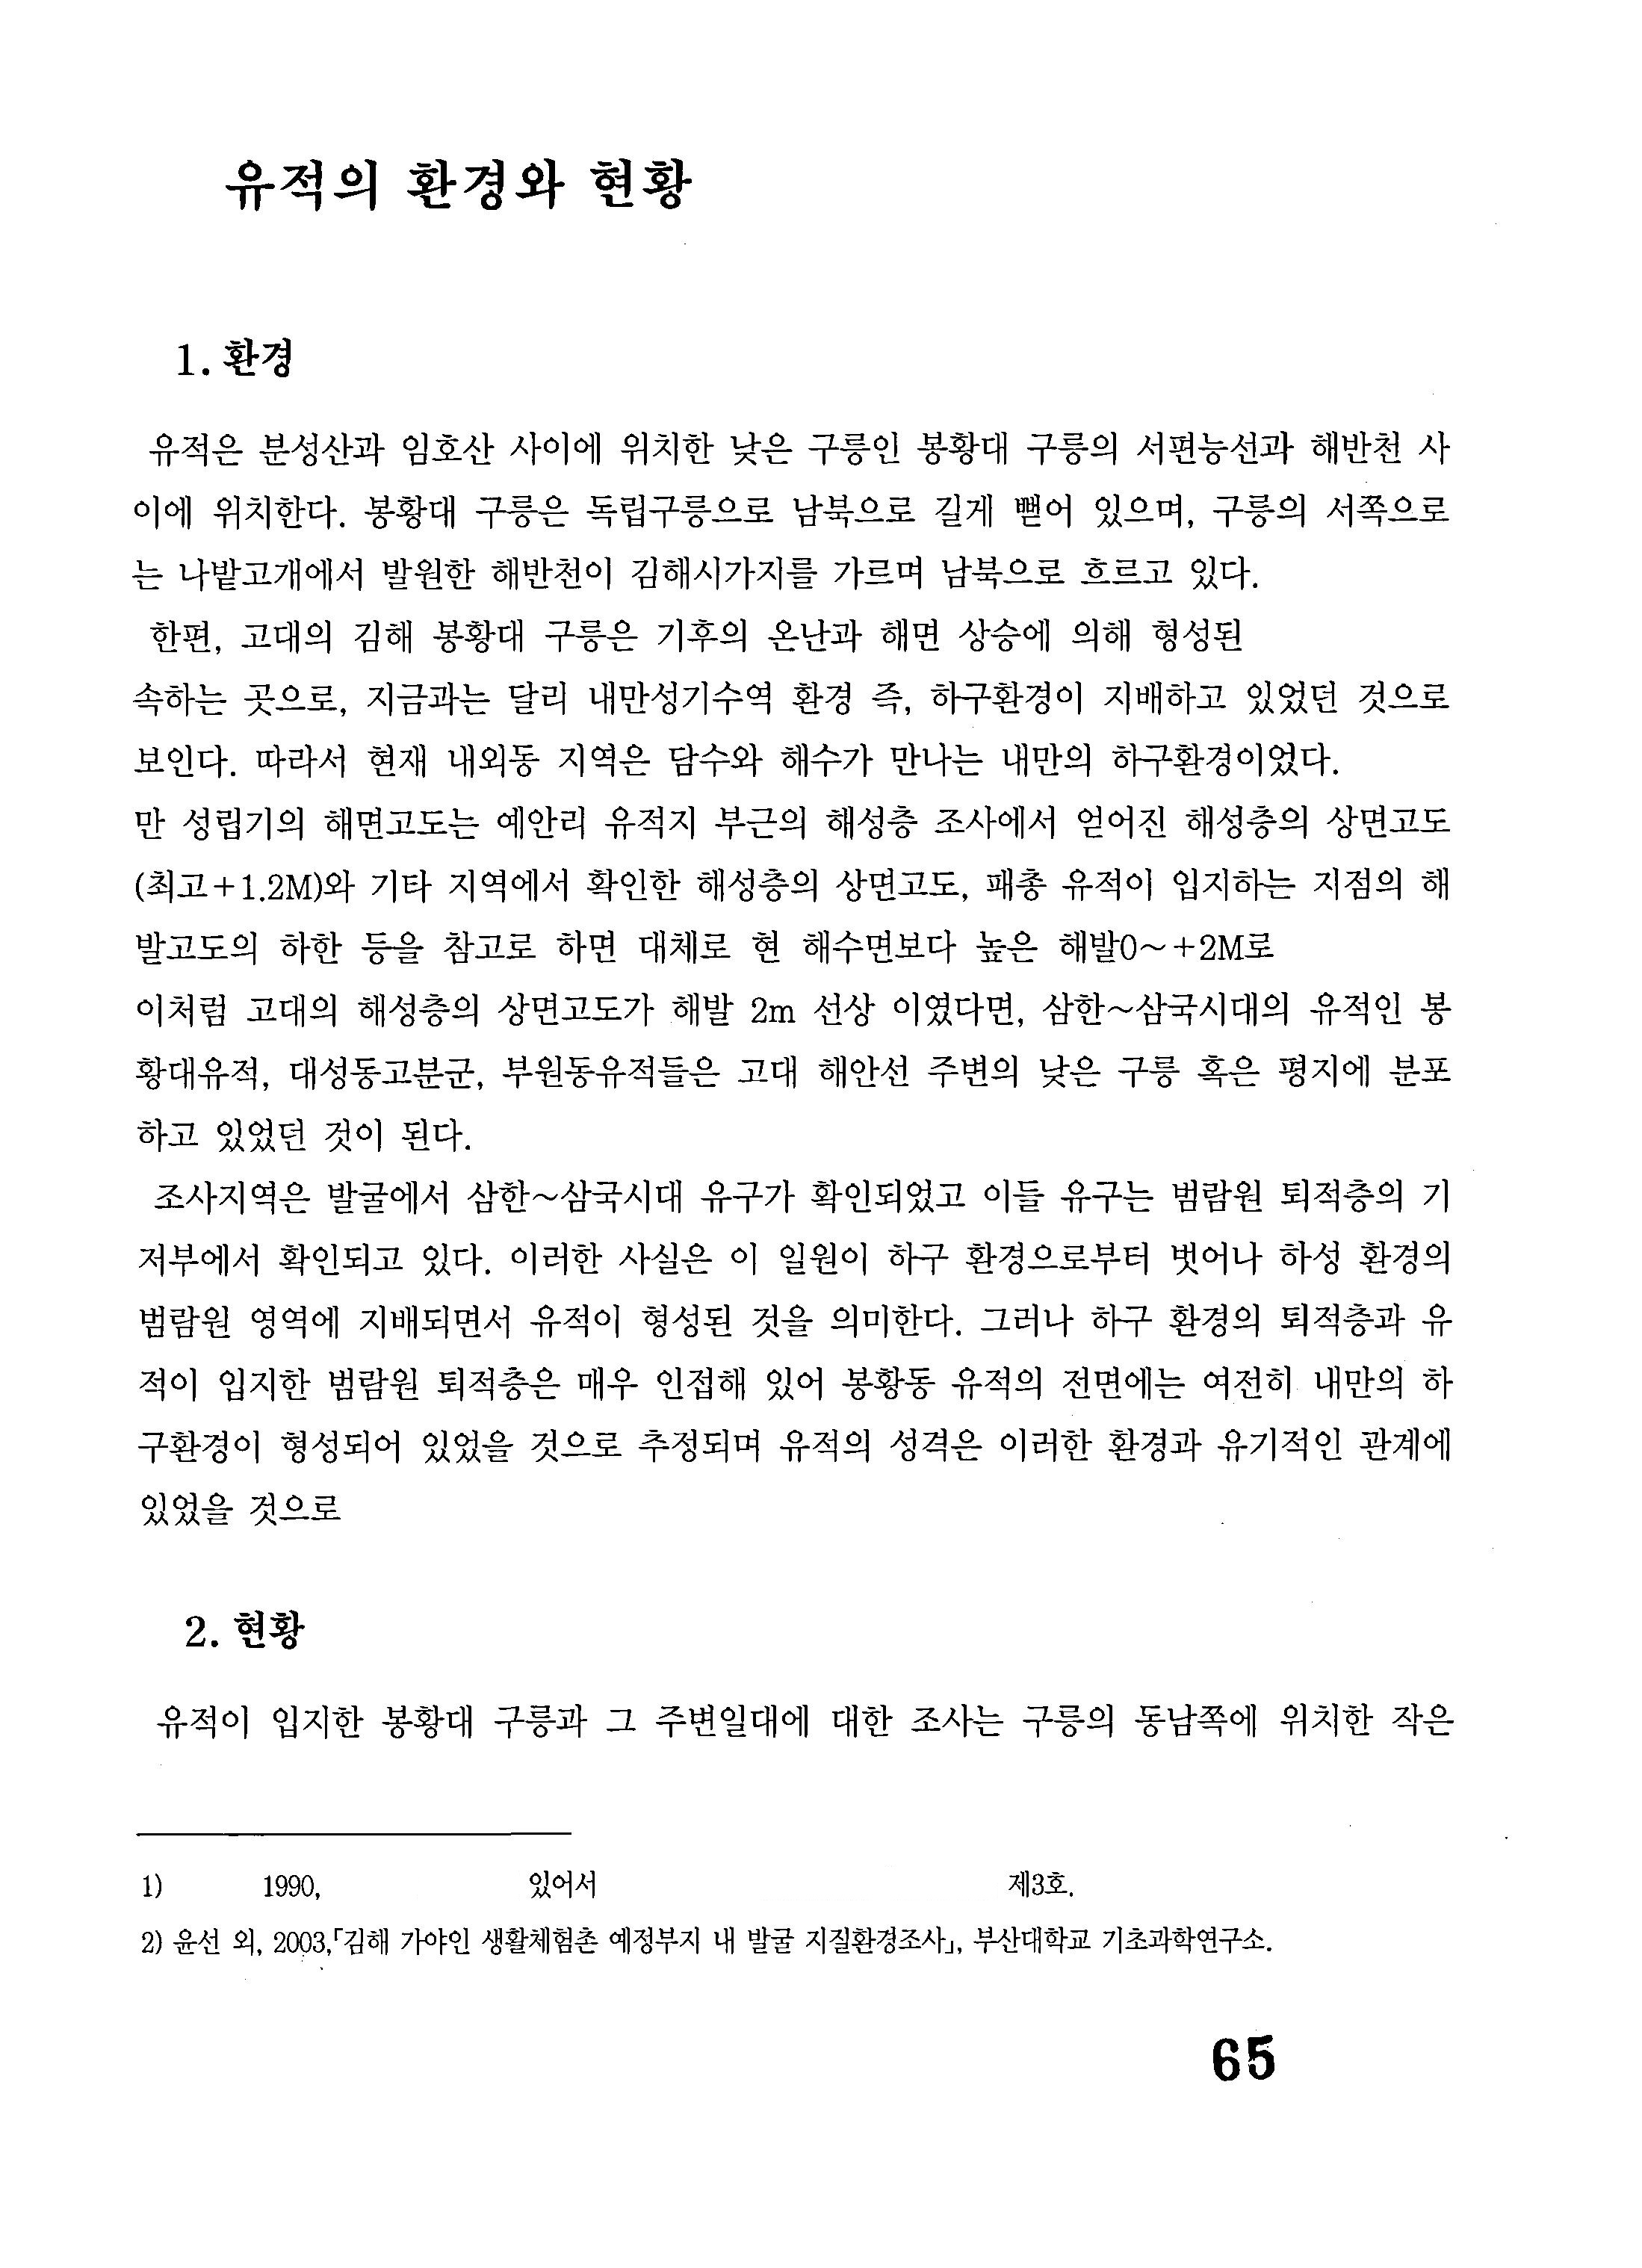 유적의 환경와 현황
1. 환경
유적은 분성산과 임호산 사이에 위치한 낮은 구릉인 봉황대 구릉의 서편능선과 해반천 사
이에 위치한다. 봉황대 구릉은 독립구릉으로 남북으로 길게 뻗어 있으며, 구릉의 서쪽으로
는 나밭고개에서 발원한 해반천이 김해시가지를 가르며 남북으로 흐르고 있다.
한편, 고대의 김해 봉황대 구릉은 기후의 온난과 해면 상승에 의해 형성된
속하는 곳으로, 지금과는 달리 내만성기수역 환경 즉, 하구환경이 지배하고 있었던 것으로
보인다. 따라서 현재 내외동 지역은 담수와 해수가 만나는 내만의 하구환경이었다.
만 성립기의 해면고도는 예안리 유적지 부근의 해성층 조사에서 얻어진 해성층의 상면고도
(최고+1.2M)와 기타 지역에서 확인한 해성층의 상면고도, 패총 유적이 입지하는 지점의 해
발고도의 하한 등을 참고로 하면 대체로 현 해수면보다 높은 해발0~+2M로
이처럼 고대의 해성층의 상면고도가 해발 2m 선상 이였다면, 삼한~삼국시대의 유적인 봉
황대유적, 대성동고분군, 부원동유적들은 고대 해안선 주변의 낮은 구릉 혹은 평지에 분포
하고 있었던 것이 된다.
조사지역은 발굴에서 삼한~삼국시대 유구가 확인되었고 이들 유구는 범람원 퇴적층의 기
저부에서 확인되고 있다. 이러한 사실은 이 일원이 하구 환경으로부터 벗어나 하성 환경의
범람원 영역에 지배되면서 유적이 형성된 것을 의미한다. 그러나 하구 환경의 퇴적층과 유
적이 입지한 범람원 퇴적층은 매우 인접해 있어 봉황동 유적의 전면에는 여전히 내만의 하
구환경이 형성되어 있었을 것으로 추정되며 유적의 성격은 이러한 환경과 유기적인 관계에
있었을 것으로
2. 현황
유적이 입지한 봉황대 구릉과 그 주변일대에 대한 조사는 구릉의 동남쪽에 위치한 작은
1) 1990, 있어서 제3호.
2) 윤선 외, 2003,「김해 가야인 생활체험촌 예정부지 내 발굴 지질환경조사」, 부산대학교 기초과학연구소.
65